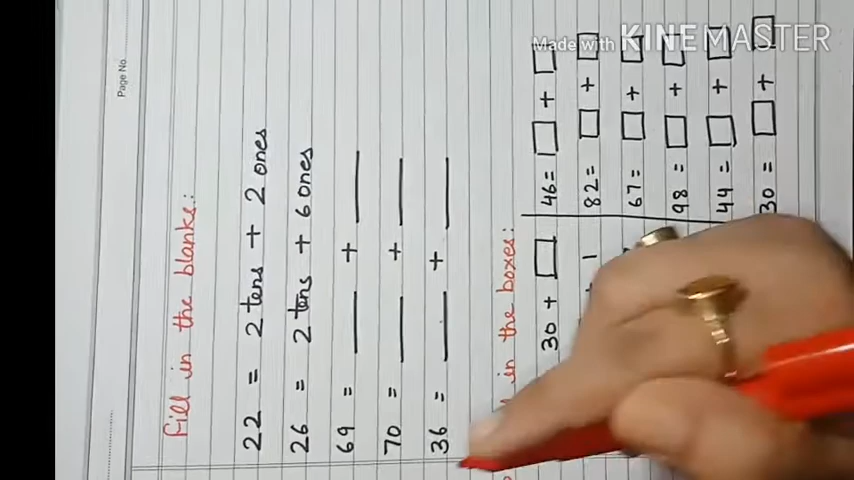 Page No.
Fill in the blanks:
22 = 2 tens + 2 ones
26 = 2 tens + 6 ones
69 = ___ + ___
70 = ___ + ___
36 = ___ + ___
in the boxes:
30 + □
46 = □ + □
82 = □ + □
67 = □ + □
98 = □ + □
44 = □ + □
30 = □ + □
Made with KINEMASTER